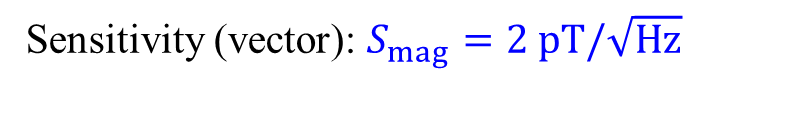 Sensitivity (vector): S_mag = 2 pT/√Hz